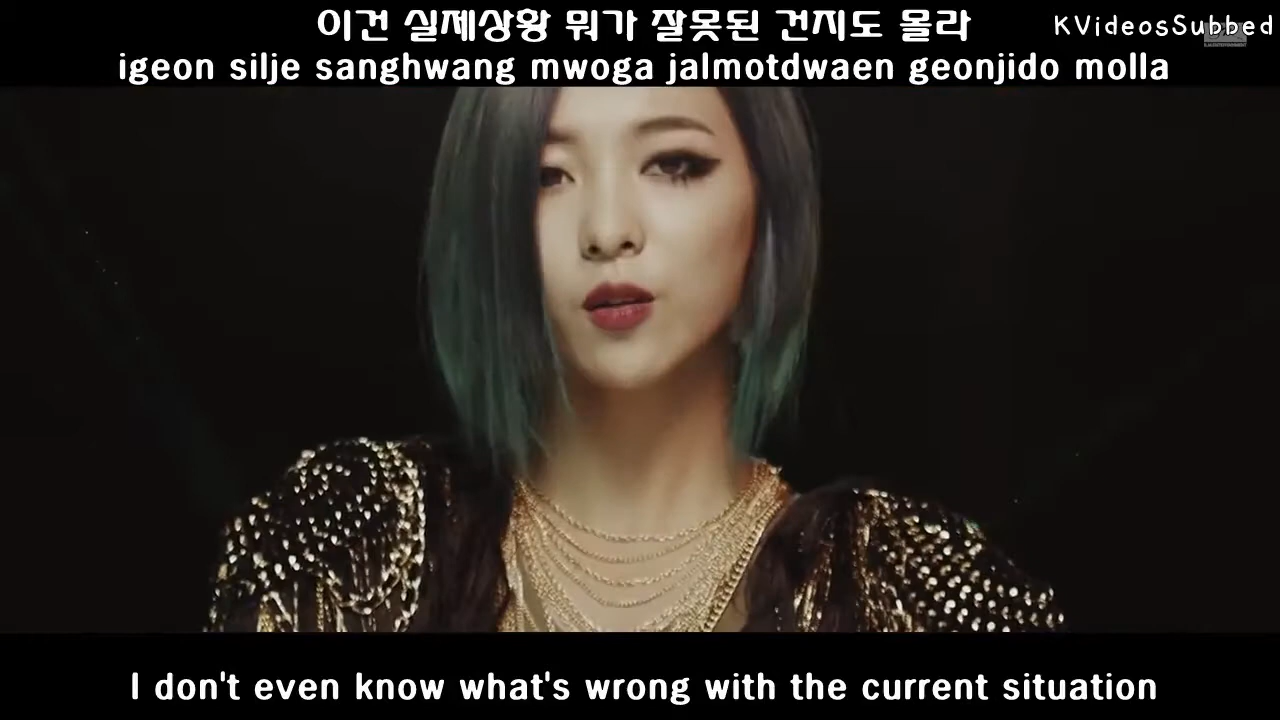 이건 실제상황 뭐가 잘못된 건지도 몰라
KVideosSubbed
igeon silje sanghwang mwoga jalmotdwaen geonjido molla
I don't even know what's wrong with the current situation